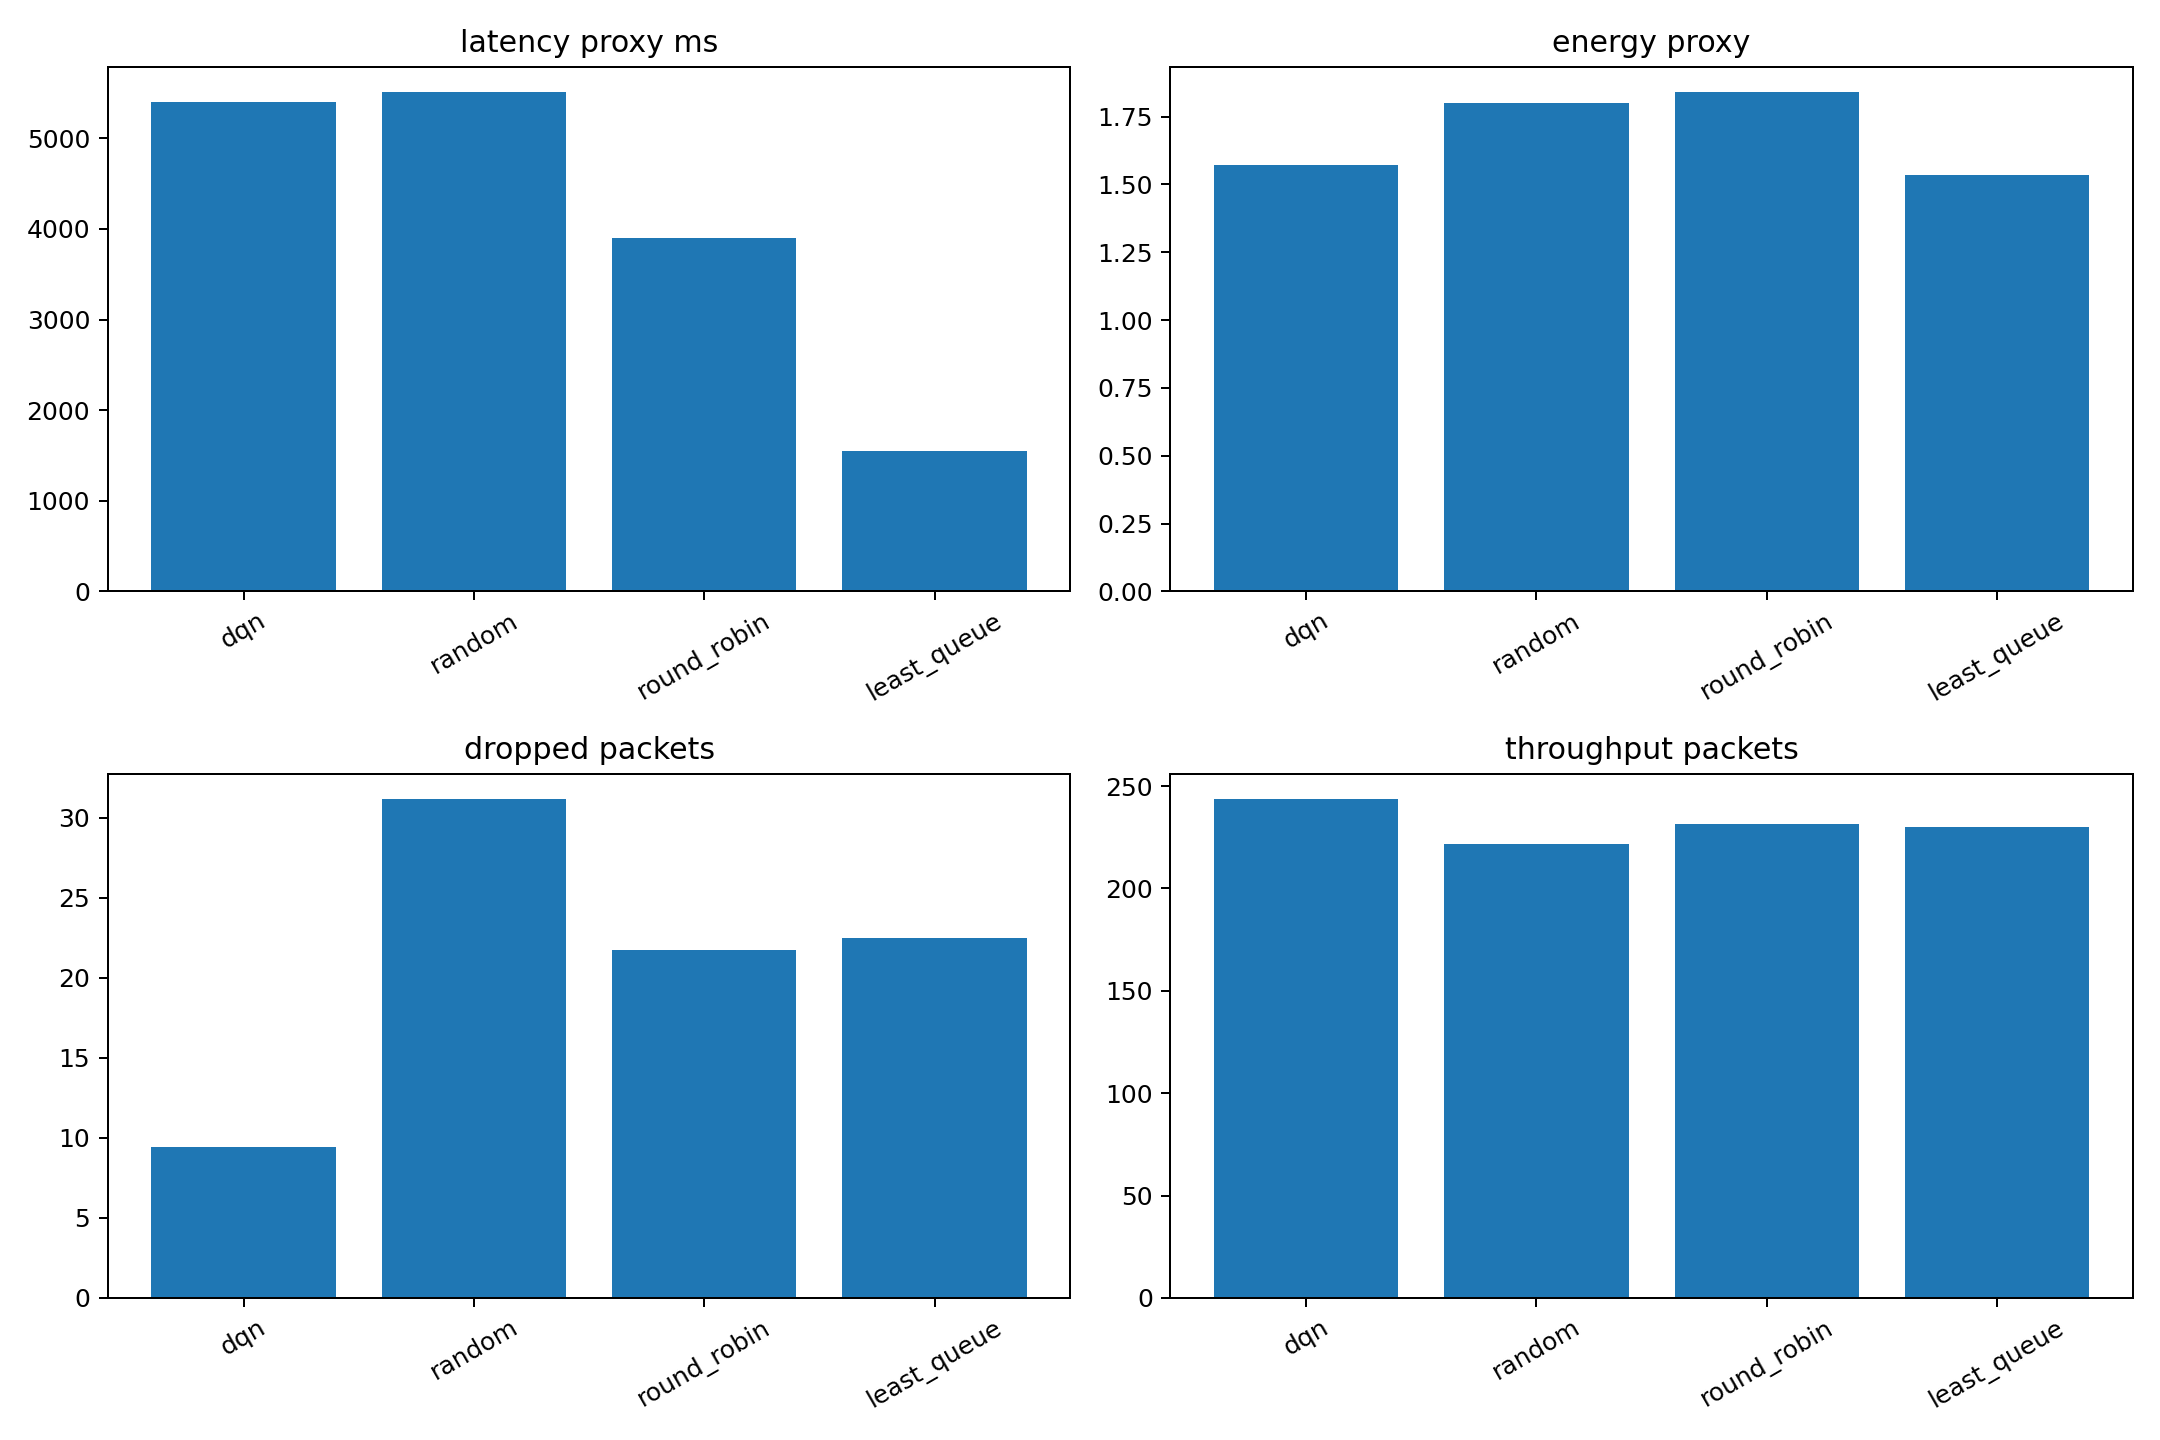 latency proxy ms
5000
4000
3000
2000
1000
0
dqn
random
round_robin
least_queue
energy proxy
1.75
1.50
1.25
1.00
0.75
0.50
0.25
0.00
dqn
random
round_robin
least_queue
dropped packets
30
25
20
15
10
5
0
dqn
random
round_robin
least_queue
throughput packets
250
200
150
100
50
0
dqn
random
round_robin
least_queue